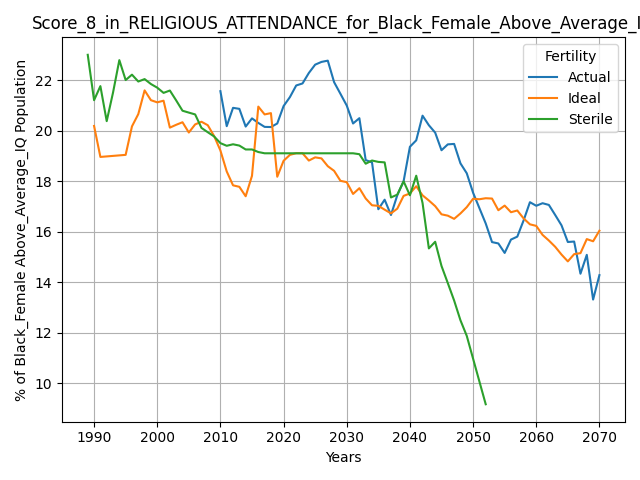 Score_8_in_RELIGIOUS_ATTENDANCE_for_Black_Female_Above_Average_I
Fertility
Actual
Ideal
Sterile
% of Black_Female Above_Average_IQ Population
22
20
18
16
14
12
10
1990 2000 2010 2020 2030 2040 2050 2060 2070
Years